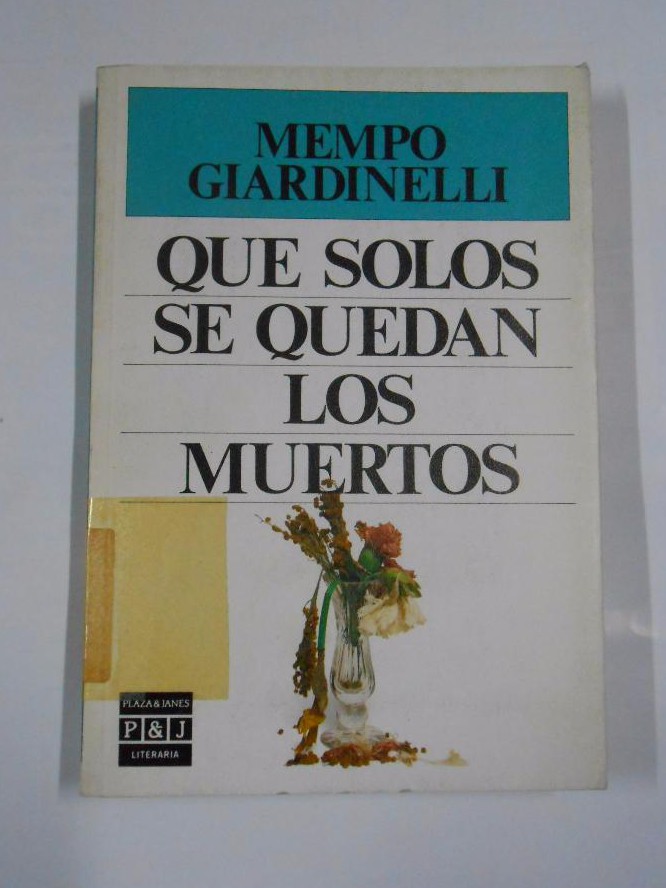 MEMPO
GIARDINELLI
QUE SOLOS
SE QUEDAN
LOS
MUERTOS
PLAZA & JANES
P&J
LITERARIA